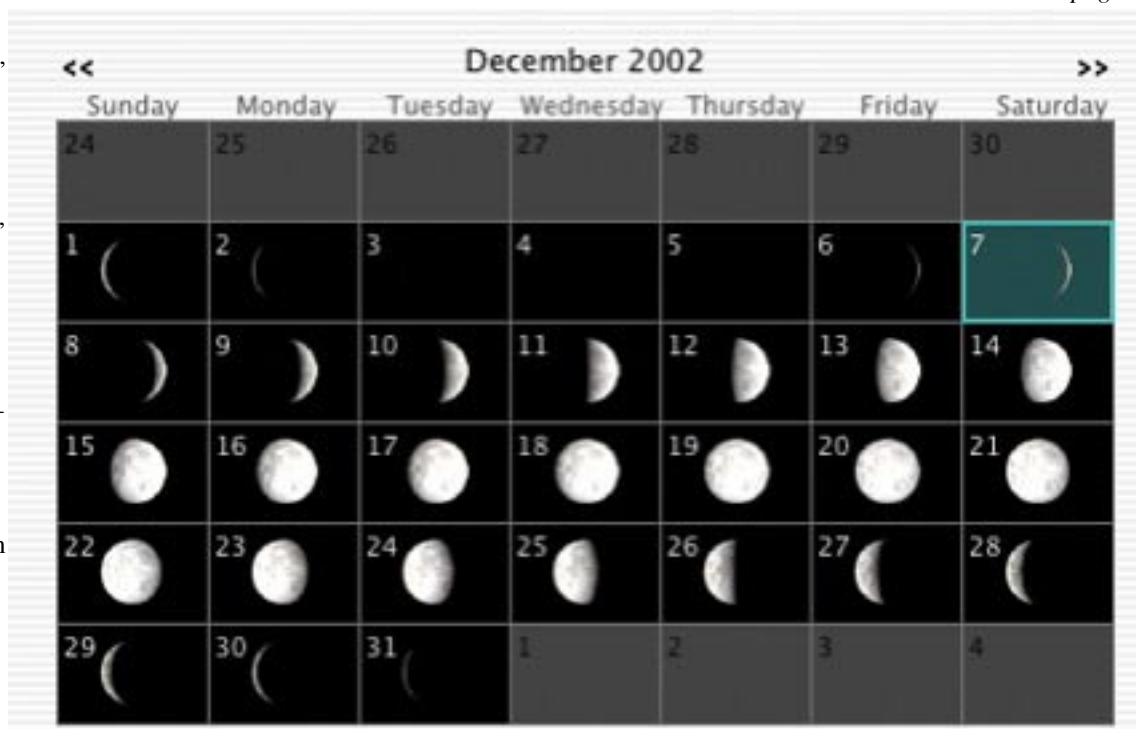 << December 2002 >>
Sunday Monday Tuesday Wednesday Thursday Friday Saturday
24 25 26 27 28 29 30
1 2 3 4 5 6 7
8 9 10 11 12 13 14
15 16 17 18 19 20 21
22 23 24 25 26 27 28
29 30 31 1 2 3 4